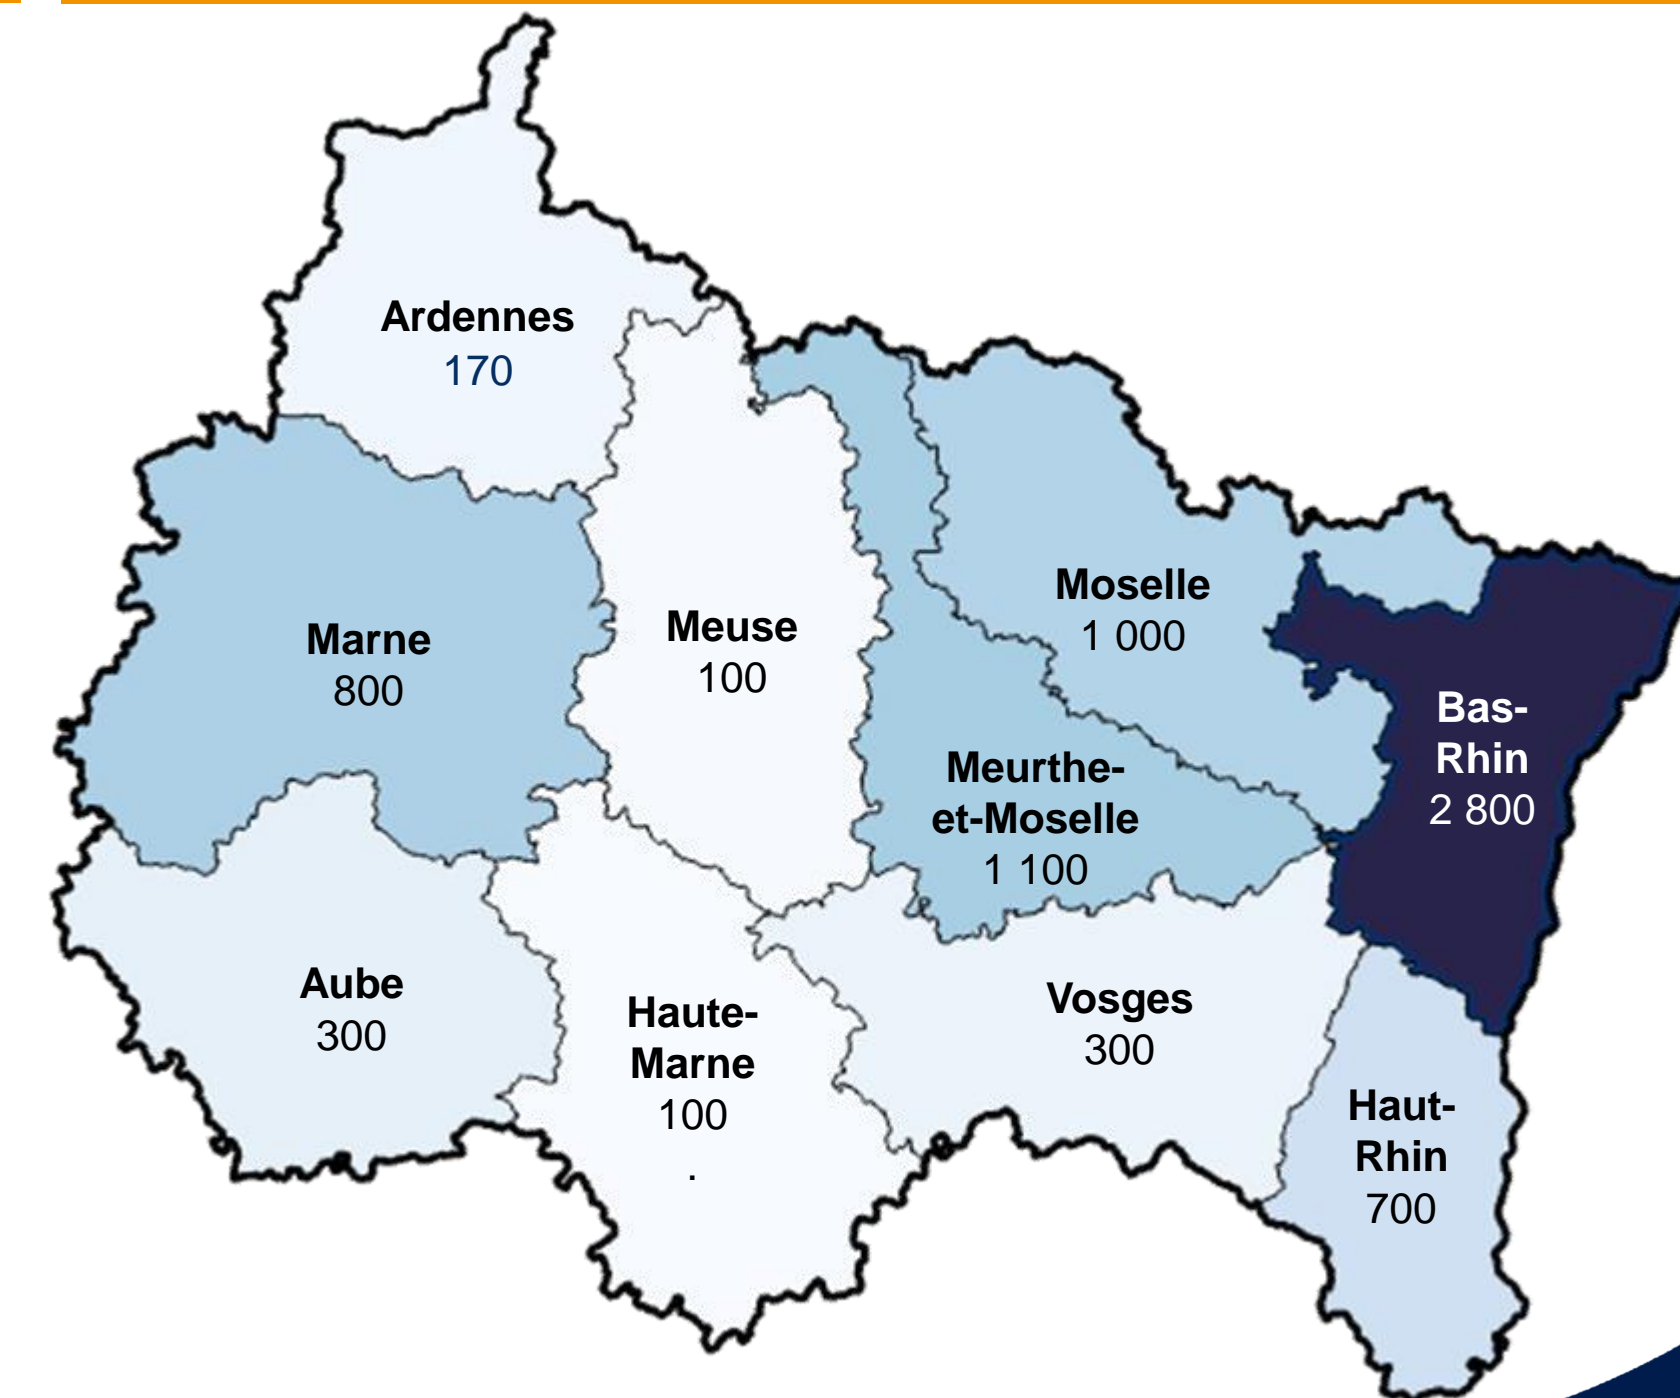 Ardennes
170
Marne
800
Meuse
100
Moselle
1 000
Bas-
Rhin
2 800
Meurthe-
et-Moselle
1 100
Aube
300
Haute-
Marne
100
.
Vosges
300
Haut-
Rhin
700